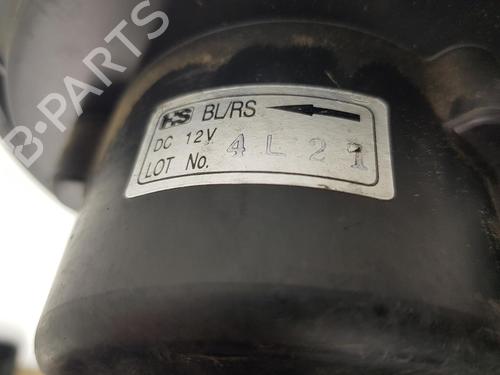 HS BL/RS
DC 12V
LOT No. 4L21
B-PARTS